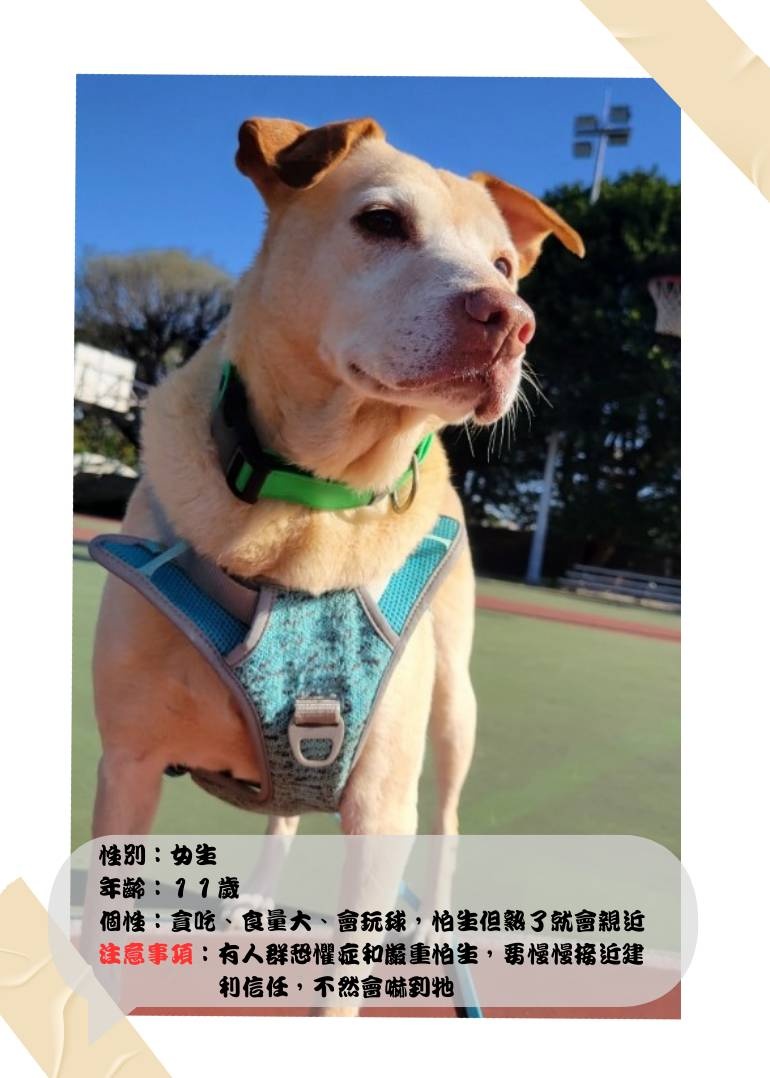 性別：女生
年齡：１１歲
個性：貪吃、食量大、會玩球，怕生但熟了就會親近
注意事項：有人群恐懼症和嚴重怕生，要慢慢接近建
利信任，不然會嚇到牠